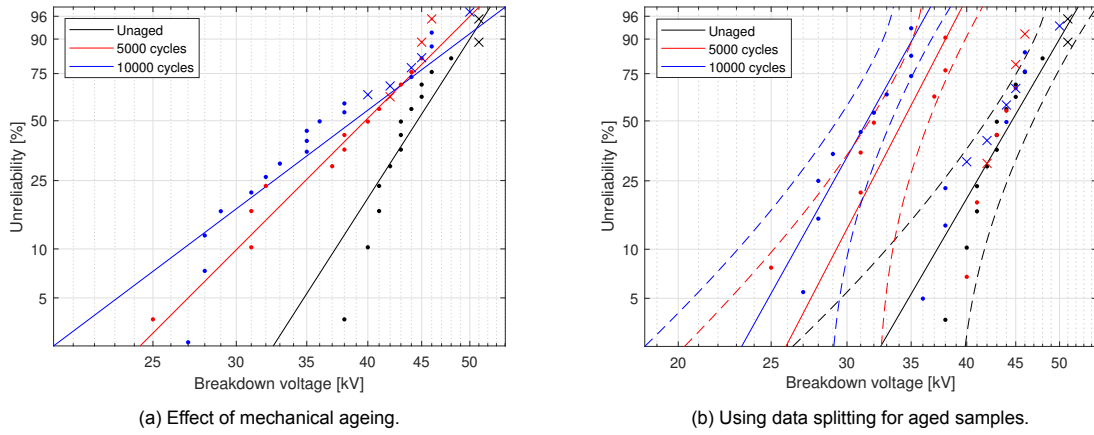 96
90
75
50
25
10
5
Unreliability [%]
Unaged
5000 cycles
10000 cycles
25
30
35
40
45
50
Breakdown voltage [kV]
(a) Effect of mechanical ageing.
96
90
75
50
25
10
5
Unreliability [%]
Unaged
5000 cycles
10000 cycles
20
25
30
35
40
45
50
Breakdown voltage [kV]
(b) Using data splitting for aged samples.